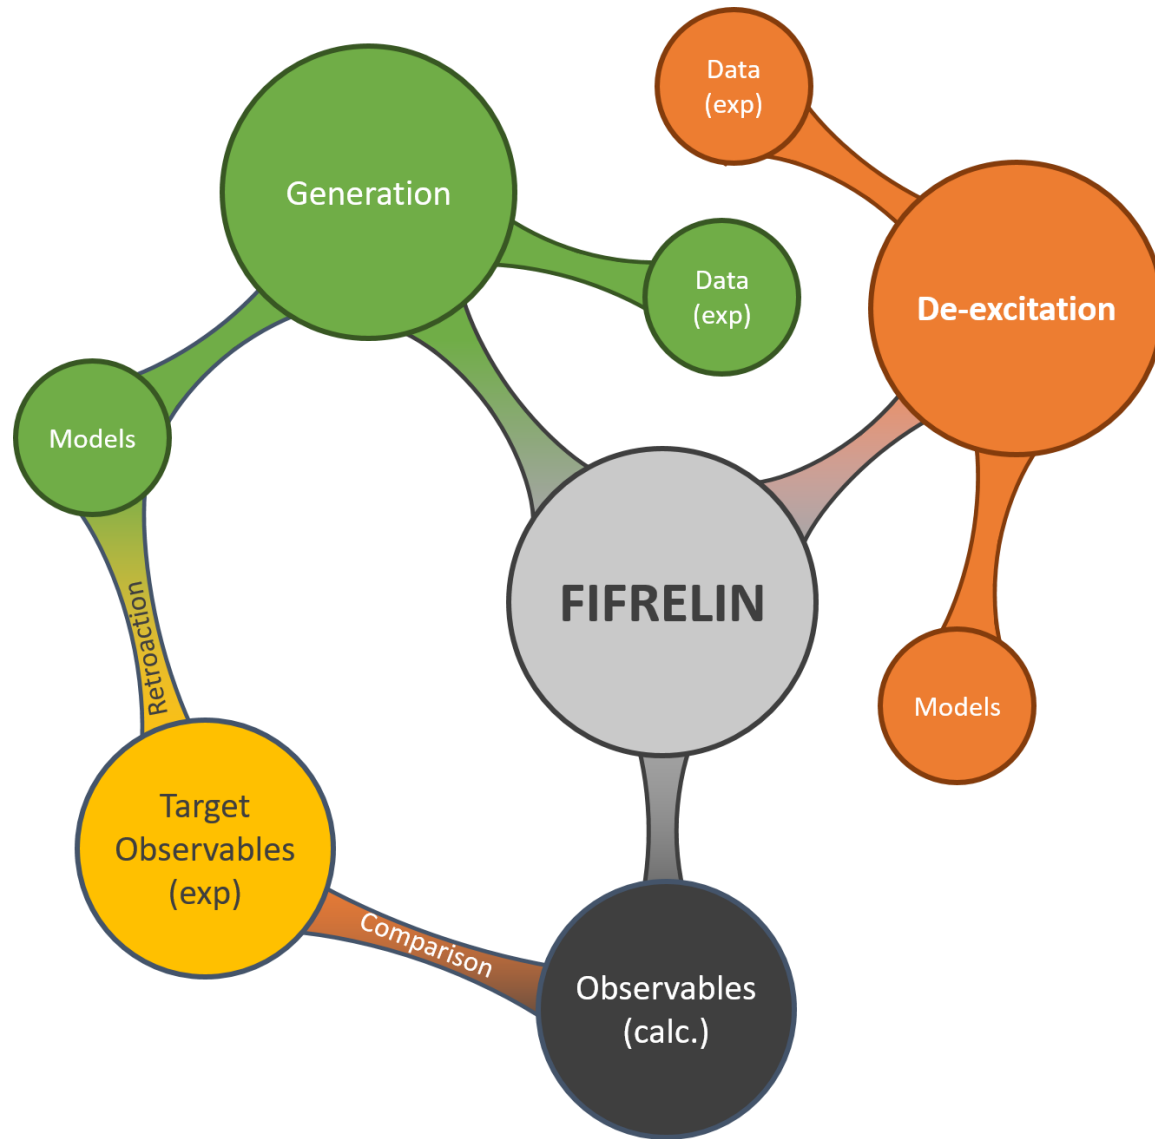 Data
(exp)
Generation
Data
(exp)
De-excitation
Models
FIFRELIN
Retroaction
Models
Target
Observables
(exp)
Comparison
Observables
(calc.)